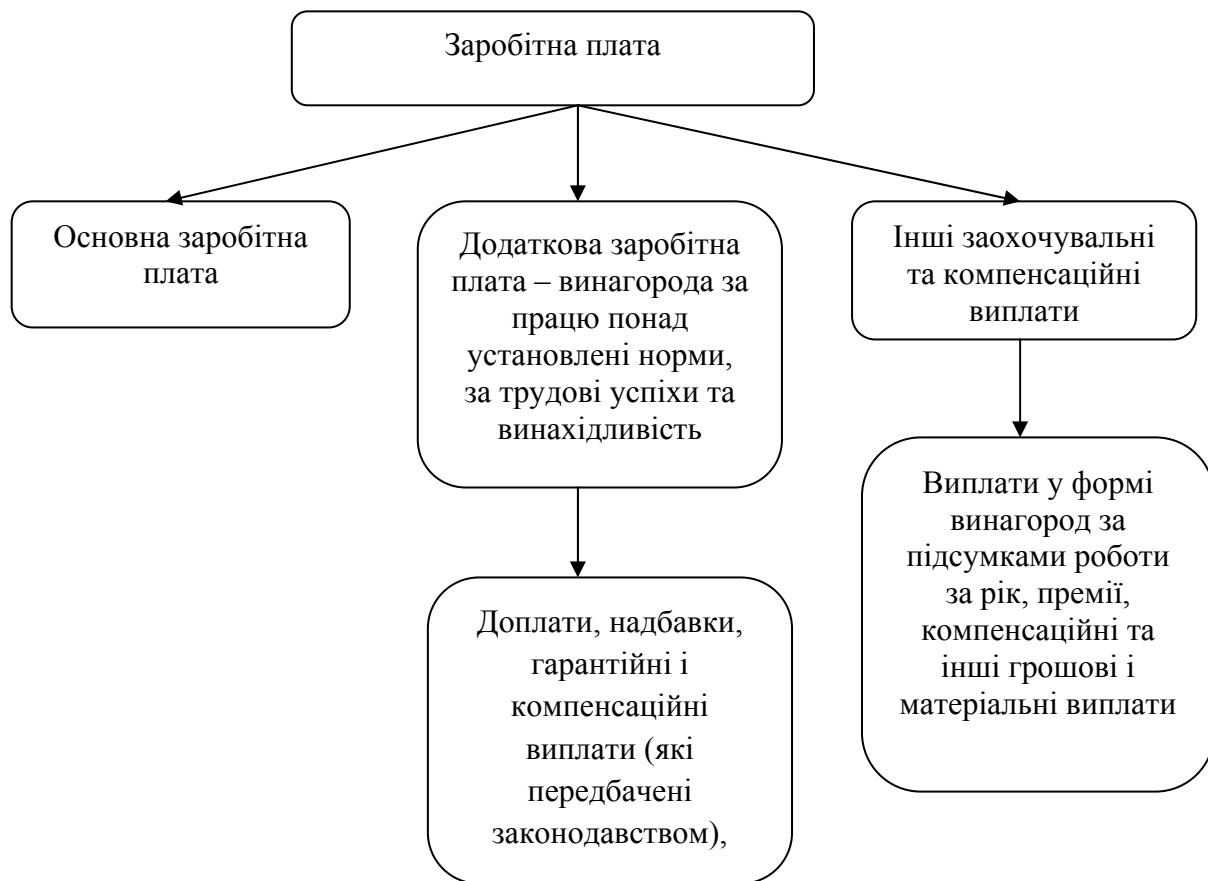 Заробітна плата
Основна заробітна
плата
Додаткова заробітна
плата – винагорода за
працю понад
установлені норми,
за трудові успіхи та
винахідливість
Інші заохочувальні
та компенсаційні
виплати
Доплати, надбавки,
гарантійні і
компенсаційні
виплати (які
передбачені
законодавством),
Виплати у формі
винагород за
підсумками роботи
за рік, премії,
компенсаційні та
інші грошові і
матеріальні виплати